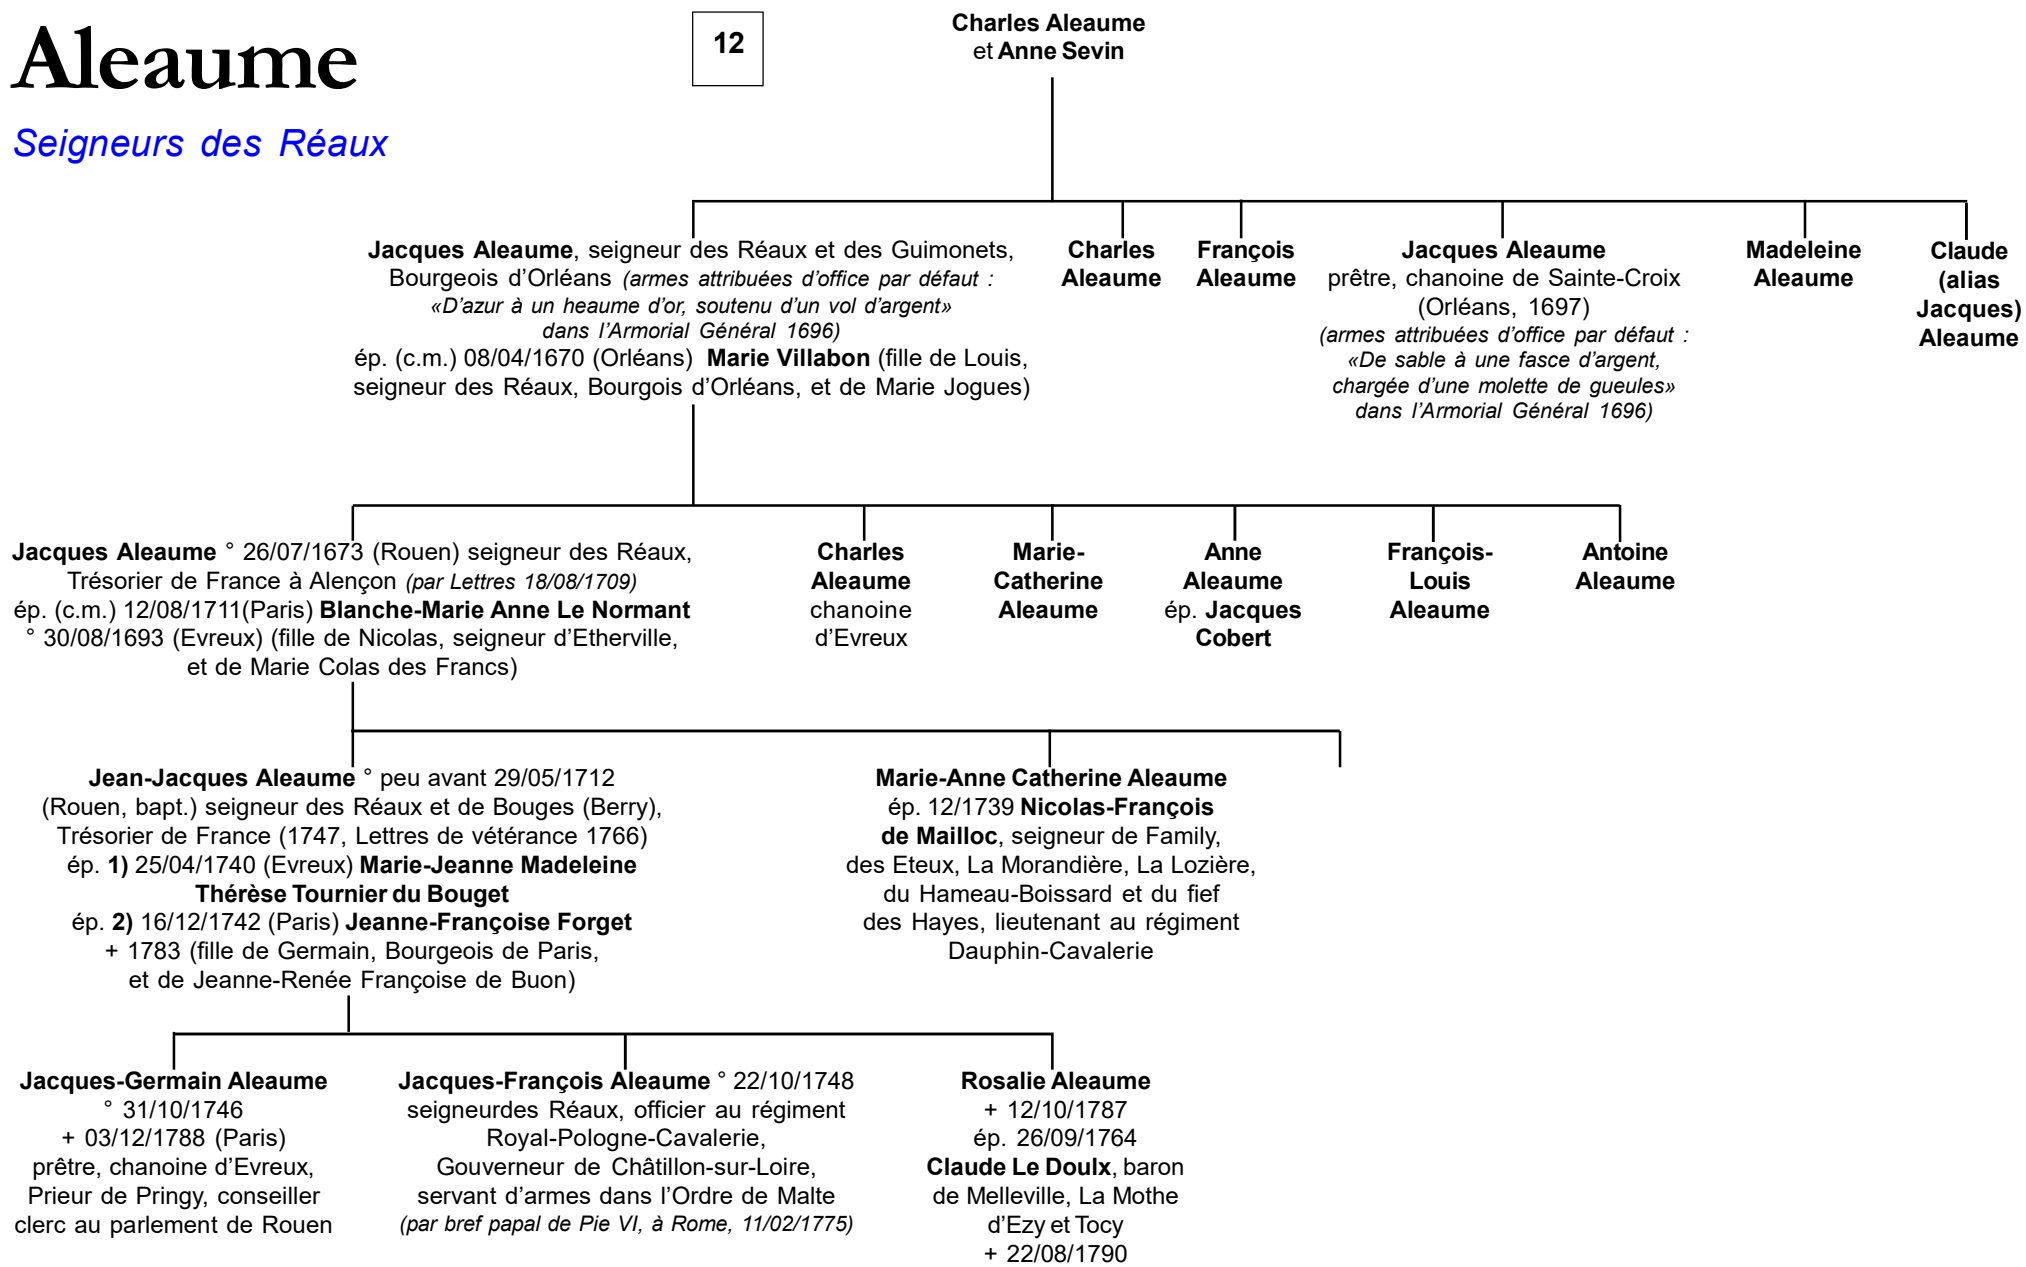 Aleaume
Seigneurs des Réaux
12
Charles Aleaume
et Anne Sevin
Jacques Aleaume, seigneur des Réaux et des Guimonets,
Bourgeois d'Orléans (armes attribuées d'office par défaut :
«D'azur à un heaume d'or, soutenu d'un vol d'argent»
dans l'Armorial Général 1696)
ép. (c.m.) 08/04/1670 (Orléans) Marie Villabon (fille de Louis,
seigneur des Réaux, Bourgois d'Orléans, et de Marie Jogues)
Charles
Aleaume
François
Aleaume
Jacques Aleaume
prêtre, chanoine de Sainte-Croix
(Orléans, 1697)
(armes attribuées d'office par défaut :
«De sable à une fasce d'argent,
chargée d'une molette de gueules»
dans l'Armorial Général 1696)
Madeleine
Aleaume
Claude
(alias
Jacques)
Aleaume
Jacques Aleaume ° 26/07/1673 (Rouen) seigneur des Réaux,
Trésorier de France à Alençon (par Lettres 18/08/1709)
ép. (c.m.) 12/08/1711(Paris) Blanche-Marie Anne Le Normant
° 30/08/1693 (Evreux) (fille de Nicolas, seigneur d'Etherville,
et de Marie Colas des Francs)
Charles
Aleaume
chanoine
d'Evreux
Marie-
Catherine
Aleaume
Anne
Aleaume
ép. Jacques
Cobert
François-
Louis
Aleaume
Antoine
Aleaume
Jean-Jacques Aleaume ° peu avant 29/05/1712
(Rouen, bapt.) seigneur des Réaux et de Bouges (Berry),
Trésorier de France (1747, Lettres de vétérance 1766)
ép. 1) 25/04/1740 (Evreux) Marie-Jeanne Madeleine
Thérèse Tournier du Bouget
ép. 2) 16/12/1742 (Paris) Jeanne-Françoise Forget
+ 1783 (fille de Germain, Bourgeois de Paris,
et de Jeanne-Renée Françoise de Buon)
Marie-Anne Catherine Aleaume
ép. 12/1739 Nicolas-François
de Mailloc, seigneur de Family,
des Eteux, La Morandière, La Lozière,
du Hameau-Boissard et du fief
des Hayes, lieutenant au régiment
Dauphin-Cavalerie
Jacques-Germain Aleaume
° 31/10/1746
+ 03/12/1788 (Paris)
prêtre, chanoine d'Evreux,
Prieur de Pringy, conseiller
clerc au parlement de Rouen
Jacques-François Aleaume ° 22/10/1748
seigneurdes Réaux, officier au régiment
Royal-Pologne-Cavalerie,
Gouverneur de Châtillon-sur-Loire,
servant d'armes dans l'Ordre de Malte
(par bref papal de Pie VI, à Rome, 11/02/1775)
Rosalie Aleaume
+ 12/10/1787
ép. 26/09/1764
Claude Le Doulx, baron
de Melleville, La Mothe
d'Ezy et Tocy
+ 22/08/1790